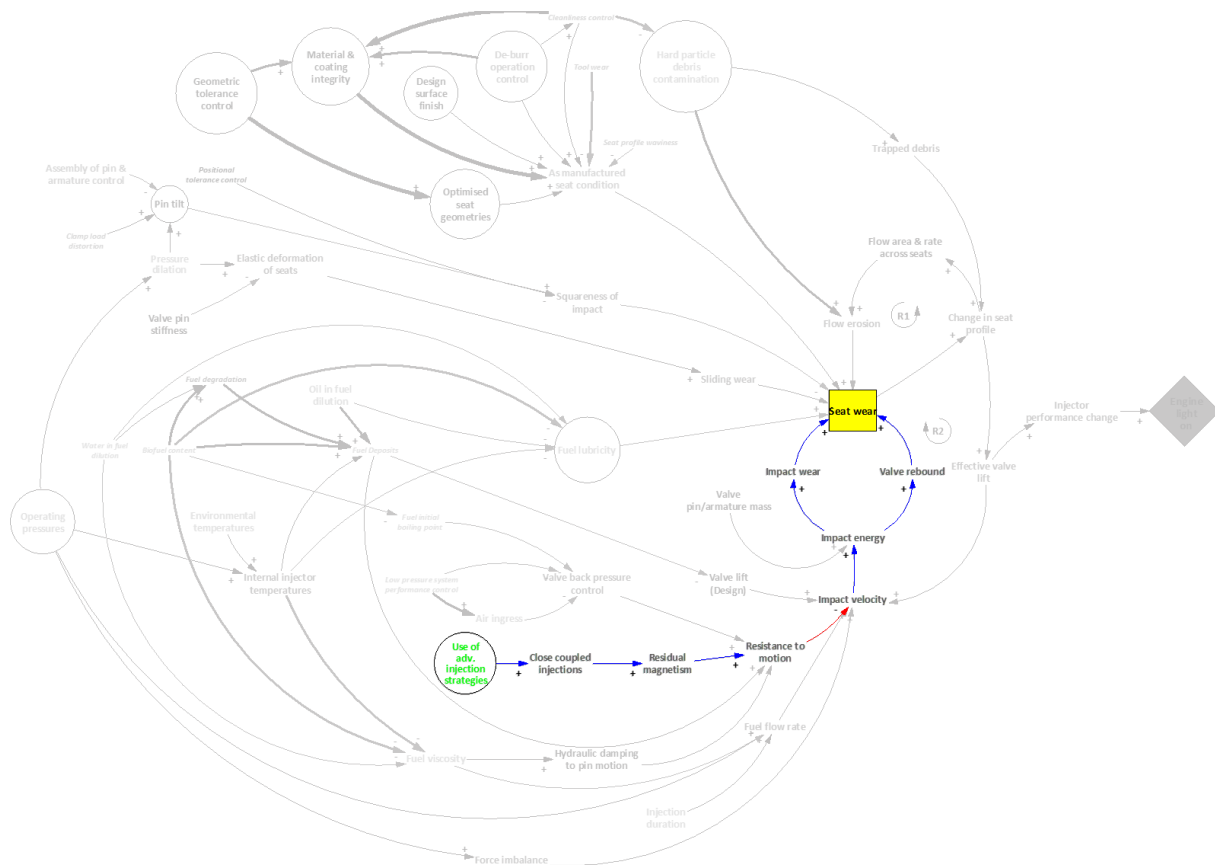 Cleanliness control
Material &
coating
integrity
De-burr
operation
control
Hard particle
debris
contamination
Geometric
tolerance
control
Design
surface
finish
Tool wear
Seat profile waviness
Trapped debris
Assembly of pin &
armature control
Positional
tolerance control
As manufactured
seat condition
Pin tilt
Optimised
seat
geometries
Clamp load
distortion
Pressure
dilation
Elastic deformation
of seats
Flow area & rate
across seats
Valve pin
stiffness
Squareness of
impact
R1
Flow erosion
Change in seat
profile
Fuel degradation
Oil in fuel
dilution
Sliding wear
Seat wear
Engine
light
on
Injector
performance change
R2
Water in fuel
dilution
Biofuel content
Fuel Deposits
Fuel lubricity
Impact wear
Valve rebound
Effective valve
lift
Operating
pressures
Environmental
temperatures
Fuel initial
boiling point
Valve
pin/armature mass
Impact energy
Internal injector
temperatures
Low pressure system
performance control
Valve back pressure
control
Valve lift
(Design)
Impact velocity
Air ingress
Use of
adv.
injection
strategies
Close coupled
injections
Residual
magnetism
Resistance to
motion
Fuel flow rate
Fuel viscosity
Hydraulic damping
to pin motion
Injection
duration
Force imbalance